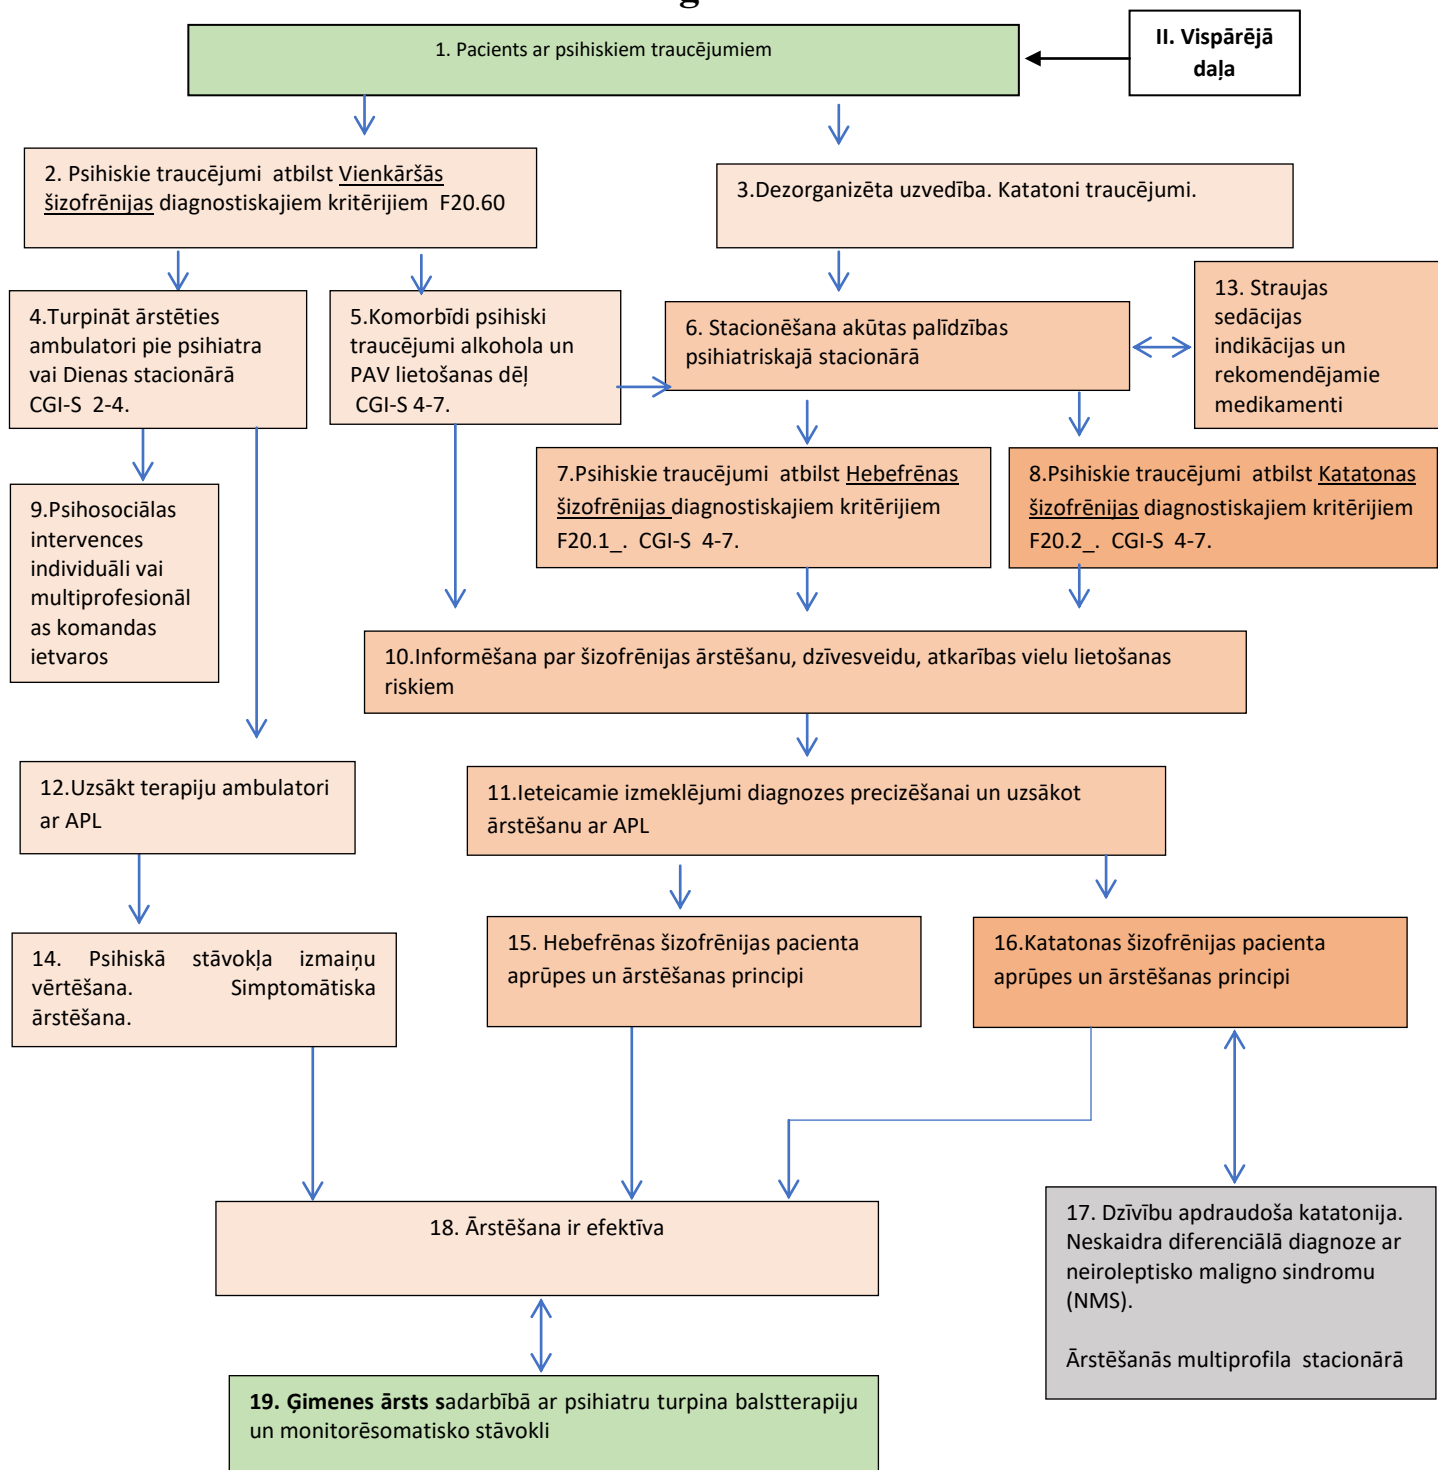 1. Pacients ar psihiskiem traucējumiem
II. Vispārējā
daļa
2. Psihiskie traucējumi atbilst Vienkāršās
šizofrēnijas diagnostiskajiem kritērijiem F20.60
3.Dezorganizēta uzvedība. Katatoni traucējumi.
4.Turpināt ārstēties
ambulatori pie psihiatra
vai Dienas stacionārā
CGI-S 2-4.
5.Komorbīdi psihiski
traucējumi alkohola un
PAV lietošanas dēļ
CGI-S 4-7.
6. Stacionēšana akūtas palīdzības
psihiatriskajā stacionārā
13. Straujas
sedācijas
indikācijas un
rekomendējamie
medikamenti
7.Psihiskie traucējumi atbilst Hebefrēnas
šizofrēnijas diagnostiskajiem kritērijiem
F20.1_. CGI-S 4-7.
8.Psihiskie traucējumi atbilst Katatonas
šizofrēnijas diagnostiskajiem kritērijiem
F20.2_. CGI-S 4-7.
9.Psihosociālas
intervences
individuāli vai
multiprofesionāl
as komandas
ietvaros
10.Informēšana par šizofrēnijas ārstēšanu, dzīvesveidu, atkarības vielu lietošanas
riskiem
12.Uzsākt terapiju ambulatori
ar APL
11.Ieteicamie izmeklējumi diagnozes precizēšanai un uzsākot
ārstēšanu ar APL
14. Psihiskā stāvokļa izmaiņu
vērtēšana. Simptomātiska
ārstēšana.
15. Hebefrēnas šizofrēnijas pacienta
aprūpes un ārstēšanas principi
16.Katatonas šizofrēnijas pacienta
aprūpes un ārstēšanas principi
18. Ārstēšana ir efektīva
17. Dzīvību apdraudoša katatonija.
Neskaidra diferenciālā diagnoze ar
neiroleptisko maligno sindromu
(NMS).
Ārstēšanās multiprofila stacionārā
19. Ģimenes ārsts sadarbībā ar psihiatru turpina balstterapiju
un monitorēsomatisko stāvokli